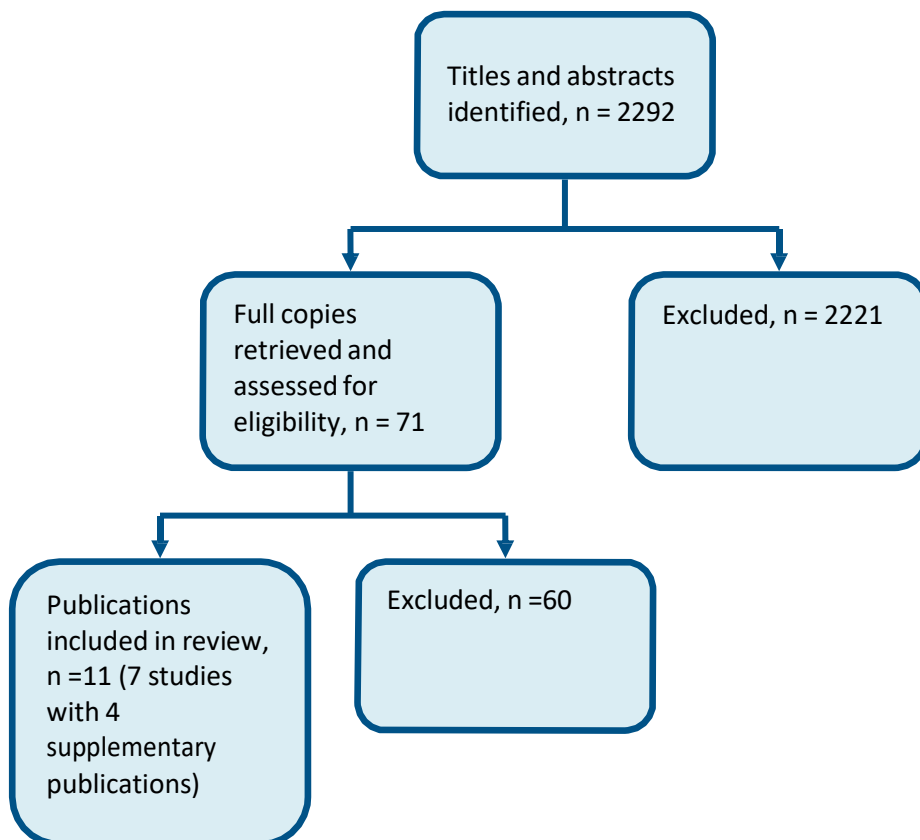 Titles and abstracts
identified, n = 2292
Full copies
retrieved and
assessed for
eligibility, n = 71
Excluded, n = 2221
Publications
included in review,
n =11 (7 studies
with 4
supplementary
publications)
Excluded, n =60